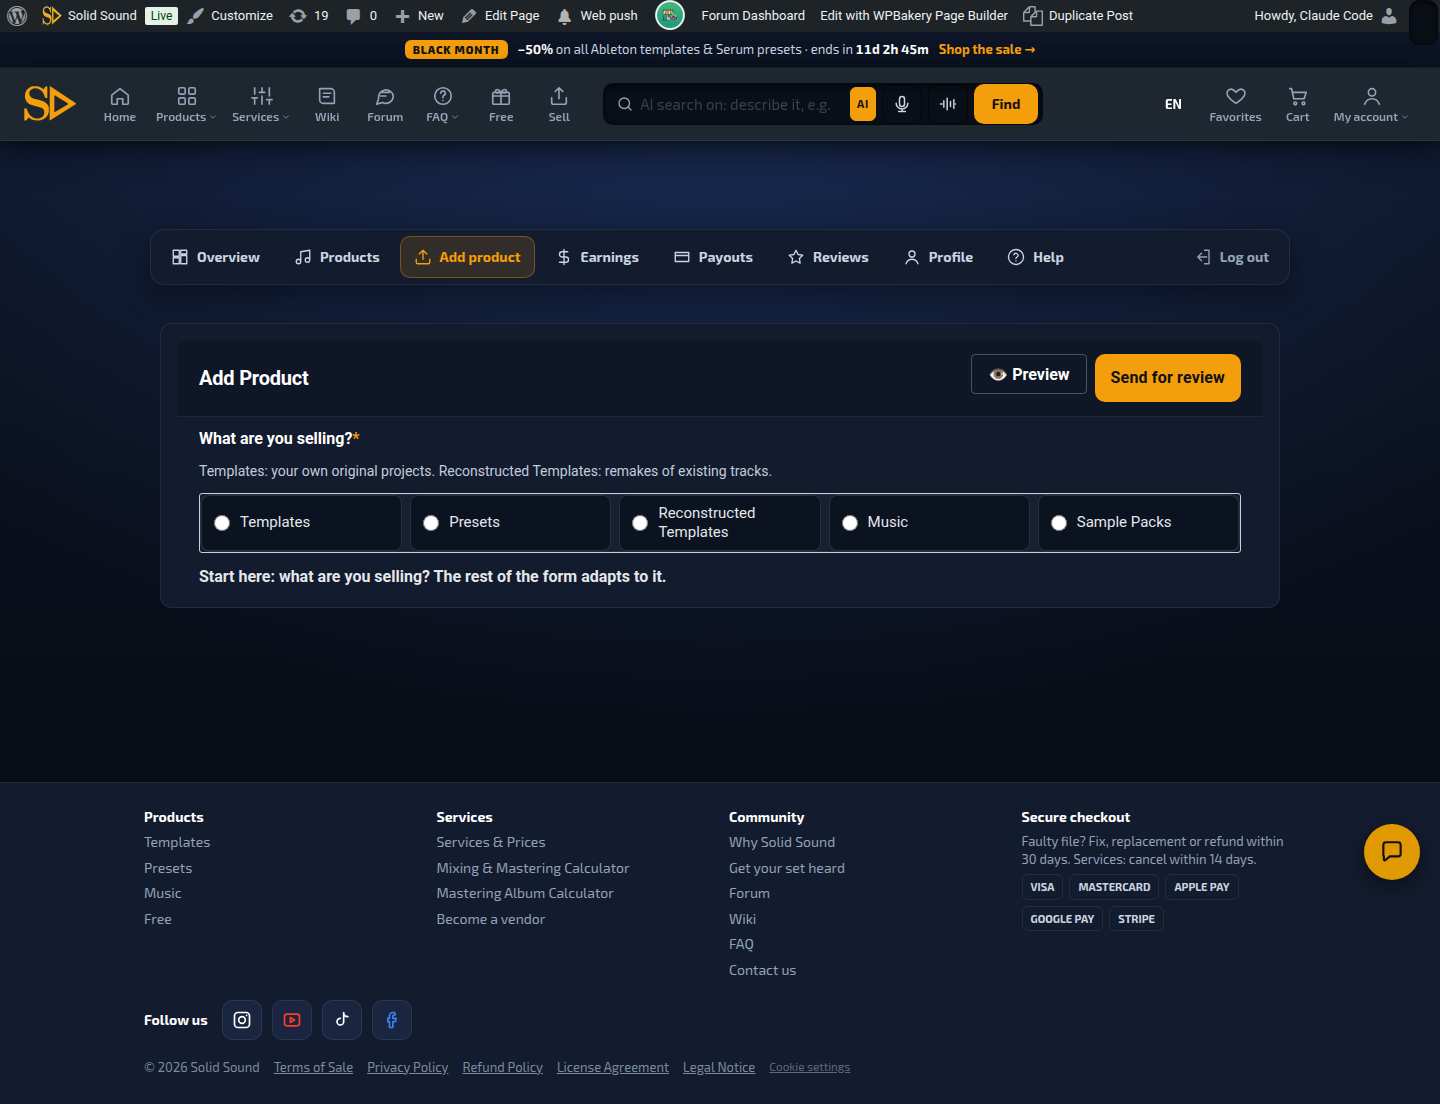 Solid Sound Live Customize 19 0 New Edit Page Web push Forum Dashboard Edit with WPBakery Page Builder Duplicate Post Howdy, Claude Code
BLACK MONTH −50% on all Ableton templates & Serum presets · ends in 11d 2h 45m Shop the sale →
SD Home Products Services Wiki Forum FAQ Free Sell AI search on: describe it, e.g. AI Find EN Favorites Cart My account
Overview Products Add product Earnings Payouts Reviews Profile Help Log out
Add Product Preview Send for review
What are you selling?*
Templates: your own original projects. Reconstructed Templates: remakes of existing tracks.
Templates Presets Reconstructed Templates Music Sample Packs
Start here: what are you selling? The rest of the form adapts to it.
Products
Templates
Presets
Music
Free
Services
Services & Prices
Mixing & Mastering Calculator
Mastering Album Calculator
Become a vendor
Community
Why Solid Sound
Get your set heard
Forum
Wiki
FAQ
Contact us
Secure checkout
Faulty file? Fix, replacement or refund within
30 days. Services: cancel within 14 days.
VISA MASTERCARD APPLE PAY
GOOGLE PAY STRIPE
Follow us
© 2026 Solid Sound Terms of Sale Privacy Policy Refund Policy License Agreement Legal Notice Cookie settings